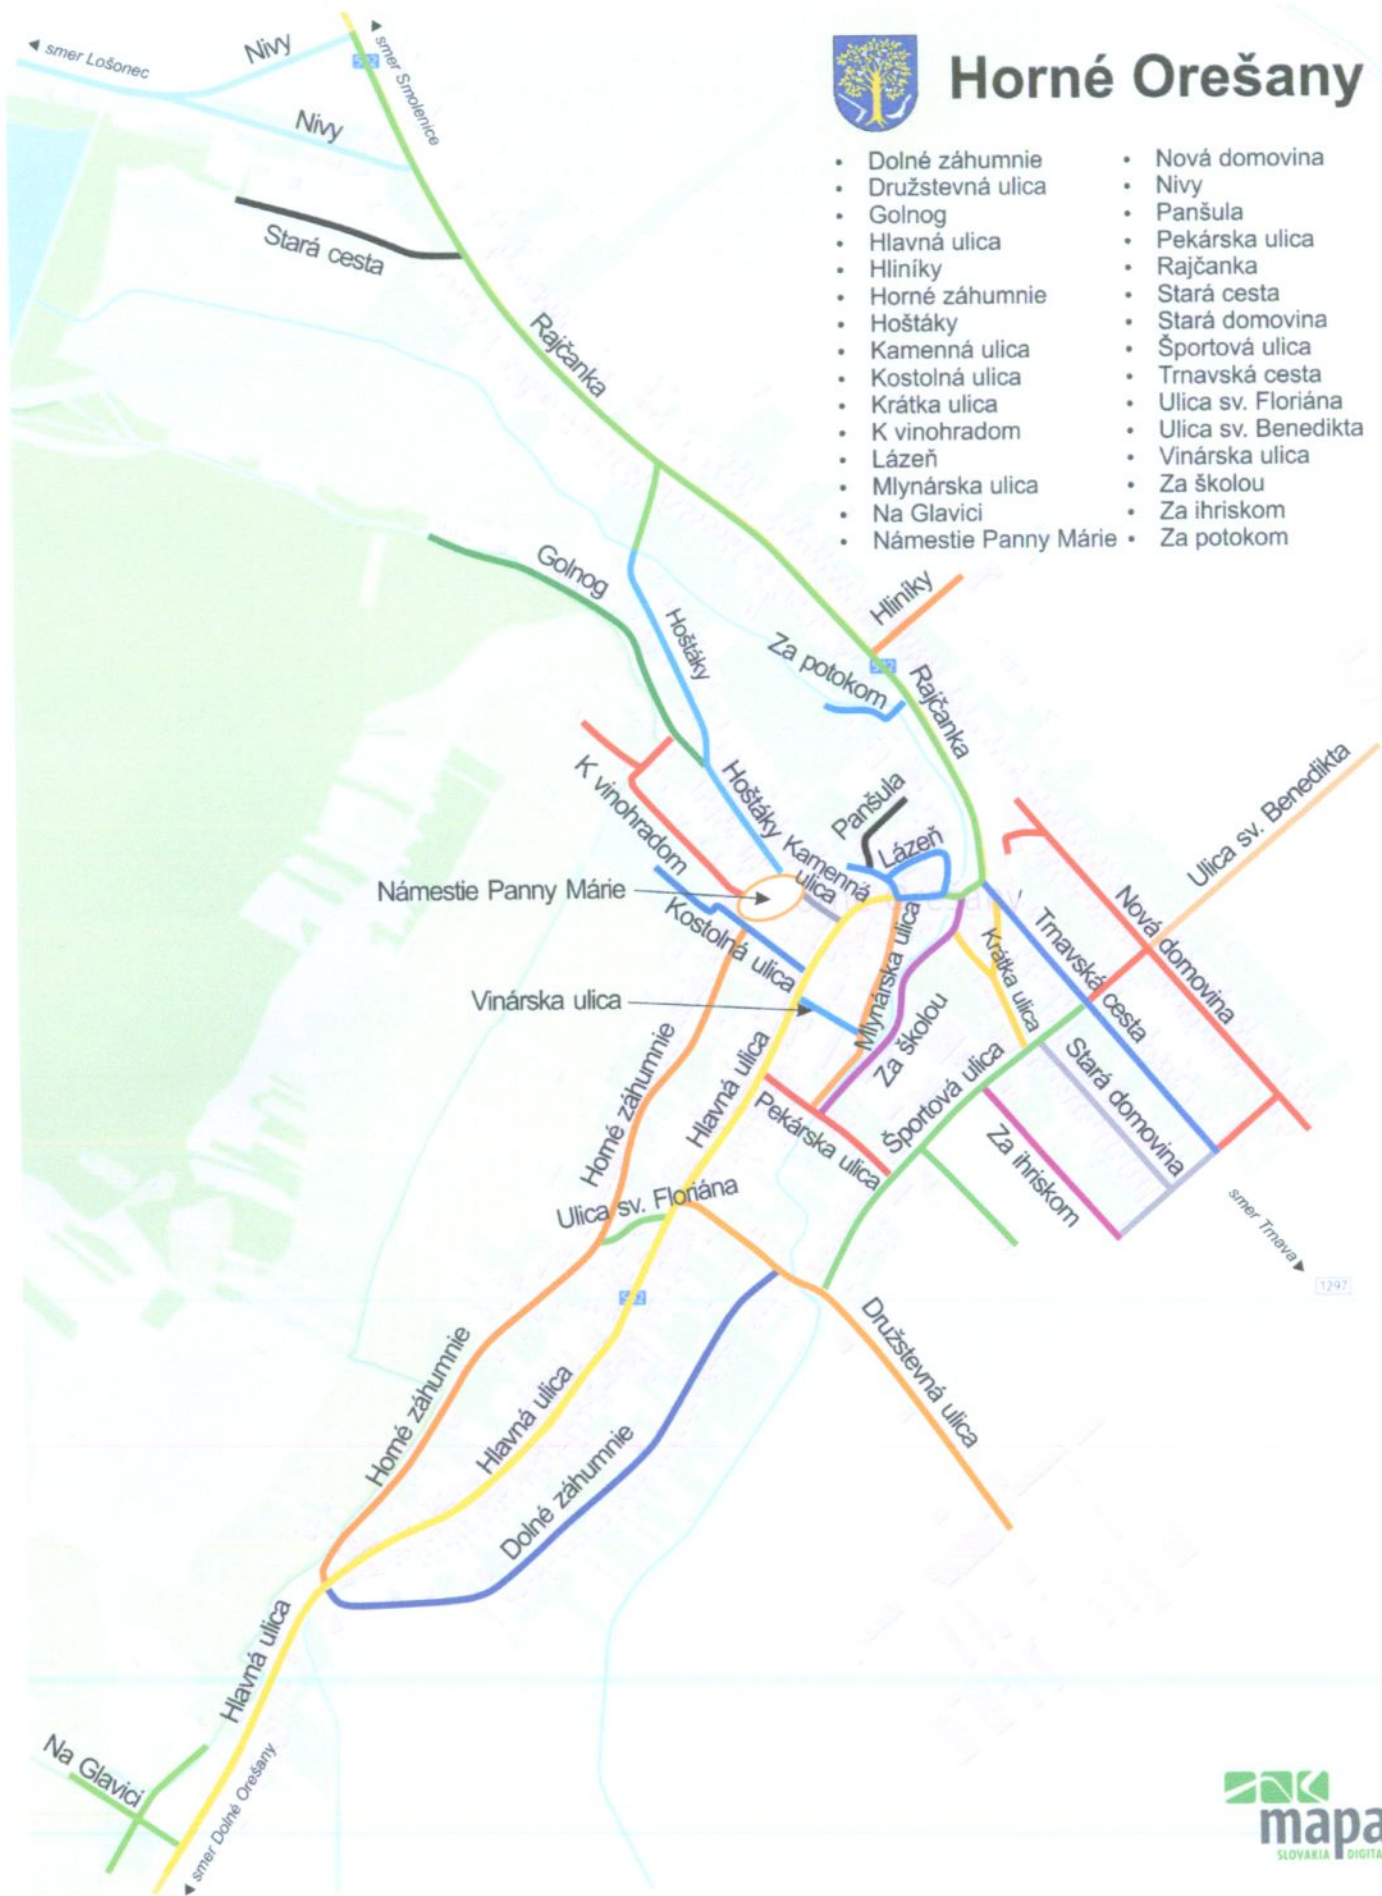 Horné Orešany
• Dolné záhumnie
• Družstevná ulica
• Golnog
• Hlavná ulica
• Hliníky
• Horné záhumnie
• Hoštáky
• Kamenná ulica
• Kostolná ulica
• Krátka ulica
• K vinohradom
• Lázeň
• Mlynárska ulica
• Na Glavici
• Námestie Panny Márie
• Nová domovina
• Nivy
• Panšula
• Pekárska ulica
• Rajčanka
• Stará cesta
• Stará domovina
• Športová ulica
• Trnavská cesta
• Ulica sv. Floriána
• Ulica sv. Benedikta
• Vinárska ulica
• Za školou
• Za ihriskom
• Za potokom
◄ smer Lošonec
Nivy
◄ smer Smolenice
Nivy
Stará cesta
Rajčanka
Golnog
Hoštáky
Hliníky
Za potokom
Rajčanka
K vinohradom
Hoštáky
Panšula
Lázeň
Kamenná
ulica
Ulica sv. Benedikta
Námestie Panny Márie
Kostolná ulica
Nová domovina
Trnavská cesta
Krátka ulica
Mlynárska ulica
Vinárska ulica
Za školou
Horné záhumnie
Hlavná ulica
Stará domovina
Športová ulica
Pekárska ulica
Za ihriskom
Ulica sv. Floriána
smer Trnava ►
1297
Družstevná ulica
Horné záhumnie
Hlavná ulica
Dolné záhumnie
Hlavná ulica
Na Glavici
◄ smer Dolné Orešany
mapa
SLOVAKIA DIGITA